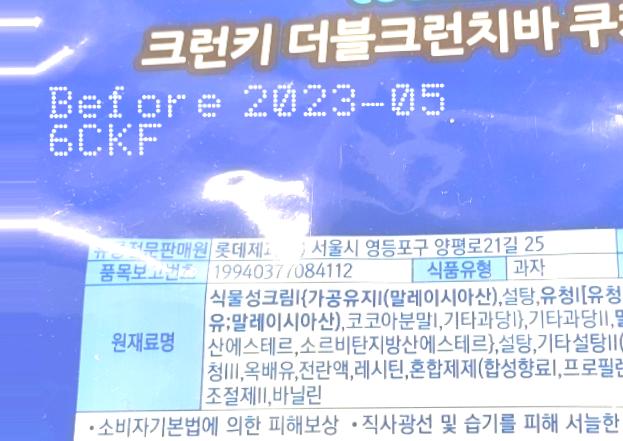 크런키 더블크런치바
Before 2023-05
6CKF
유통전문판매원 롯데제과 서울시 영등포구 양평로21길 25
품목보고번호 19940377084112 식품유형 과자
식물성크림I{가공유지I(말레이시아산),설탕,유청I[유청
원재료명 유;말레이시아산),코코아분말I,기타과당I},기타과당II,
산에스테르,소르비탄지방산에스테르},설탕,기타설탕II(
청III,옥배유,전란액,레시틴,혼합제제(합성향료I,프로필렌
조절제II,바닐린
•소비자기본법에 의한 피해보상 •직사광선 및 습기를 피해 서늘한